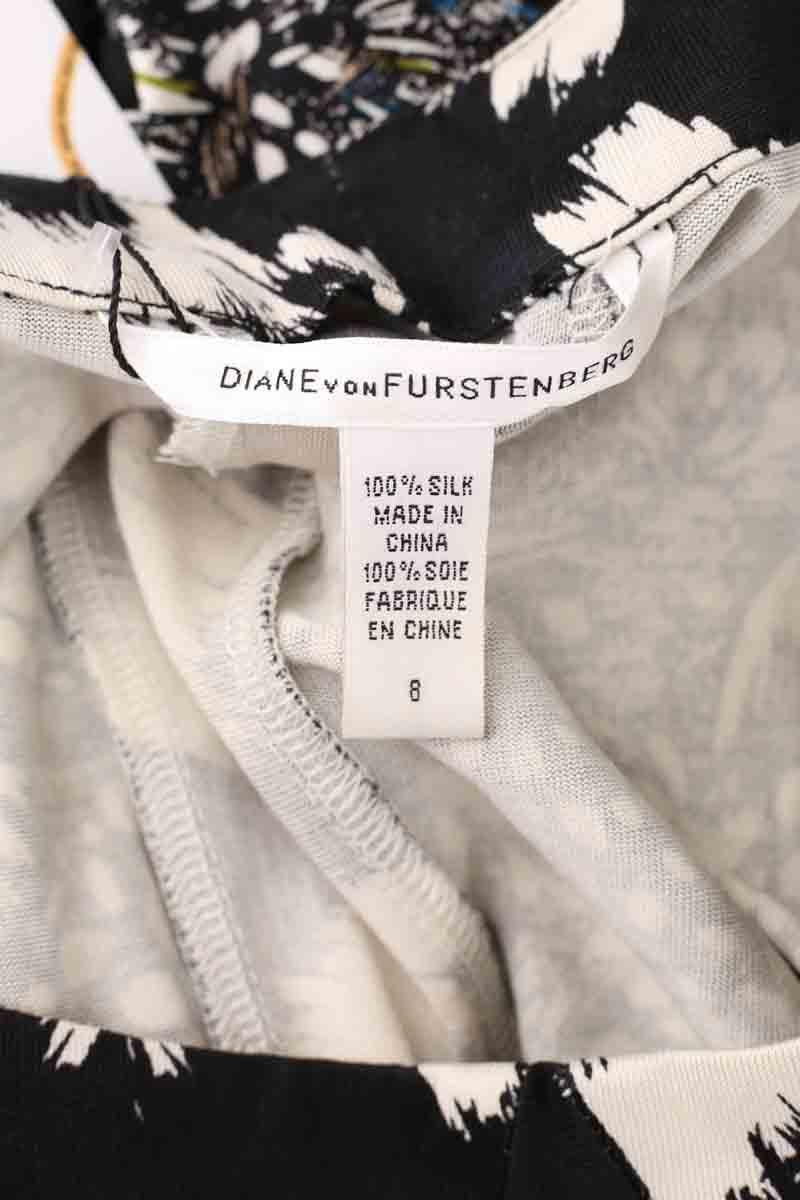 DIANE VON FURSTENBERG
100% SILK
MADE IN
CHINA
100% SOIE
FABRIQUE
EN CHINE
8